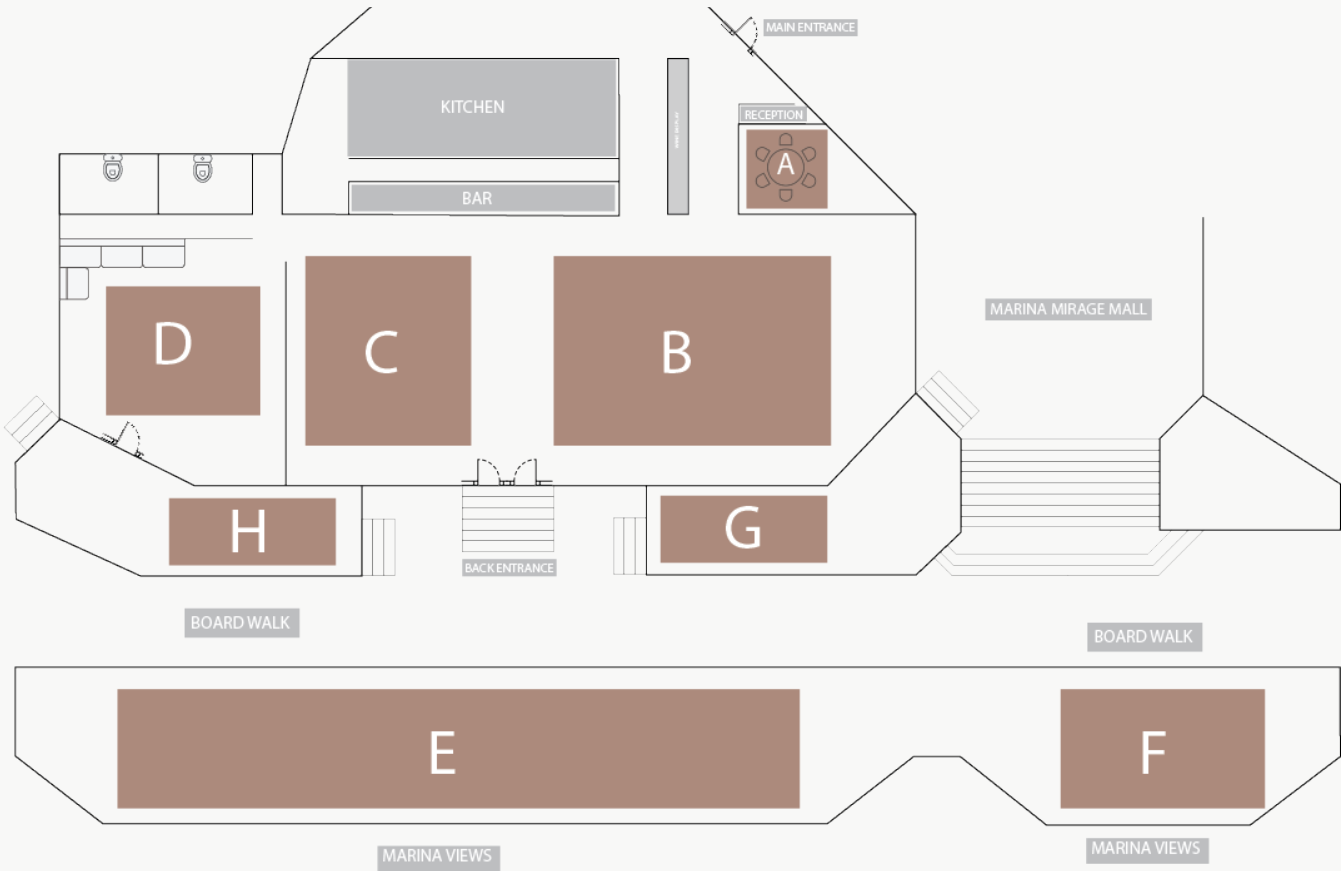 MAIN ENTRANCE
KITCHEN
RECEPTION
A
BAR
MARINA MIRAGE MALL
D
C
B
H
G
BACK ENTRANCE
BOARD WALK
BOARD WALK
E
F
MARINA VIEWS
MARINA VIEWS